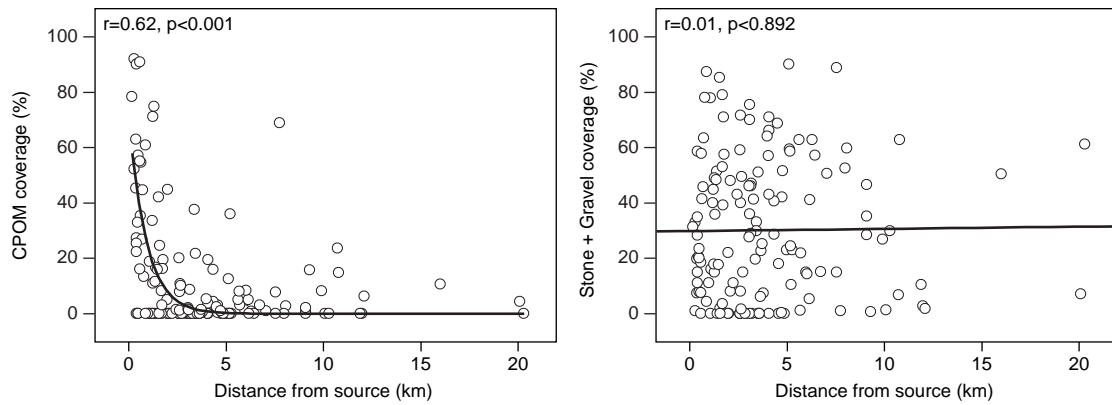 r=0.62, p<0.001
CPOM coverage (%)
100
80
60
40
20
0
0 5 10 15 20
Distance from source (km)
r=0.01, p<0.892
Stone + Gravel coverage (%)
100
80
60
40
20
0
0 5 10 15 20
Distance from source (km)